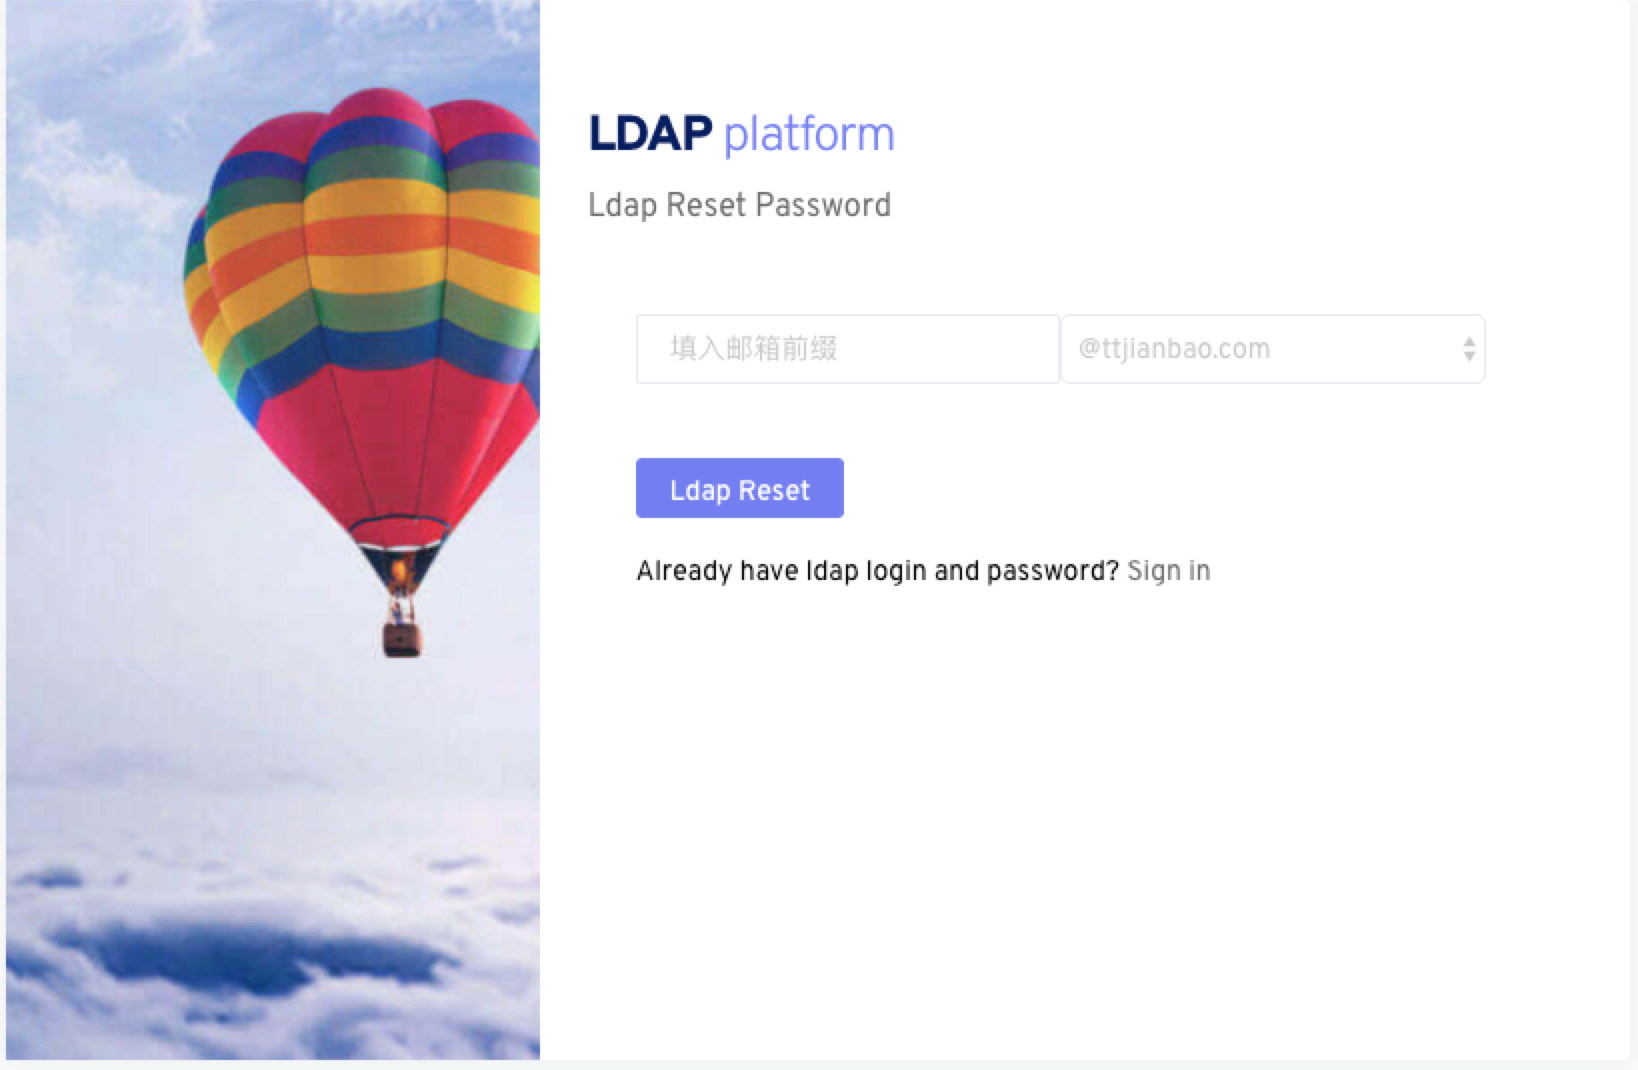 LDAP platform
Ldap Reset Password
填入邮箱前缀 @ttjianbao.com
Ldap Reset
Already have ldap login and password? Sign in